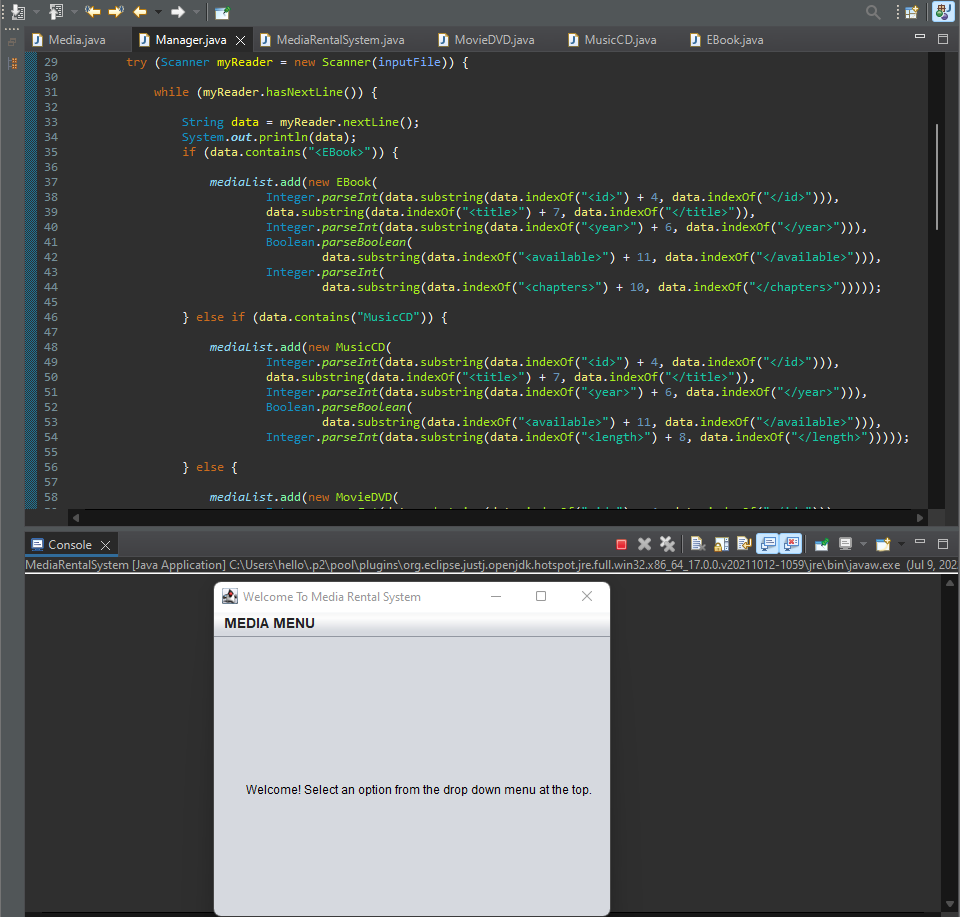 Media.java Manager.java MediaRentalSystem.java MovieDVD.java MusicCD.java EBook.java
29 try (Scanner myReader = new Scanner(inputFile)) {
30
31 while (myReader.hasNextLine()) {
32
33 String data = myReader.nextLine();
34 System.out.println(data);
35 if (data.contains("<EBook>")) {
36
37 mediaList.add(new EBook(
38 Integer.parseInt(data.substring(data.indexOf("<id>") + 4, data.indexOf("</id>"))),
39 data.substring(data.indexOf("<title>") + 7, data.indexOf("</title>")),
40 Integer.parseInt(data.substring(data.indexOf("<year>") + 6, data.indexOf("</year>"))),
41 Boolean.parseBoolean(
42 data.substring(data.indexOf("<available>") + 11, data.indexOf("</available>"))),
43 Integer.parseInt(
44 data.substring(data.indexOf("<chapters>") + 10, data.indexOf("</chapters>")))));
45
46 } else if (data.contains("MusicCD")) {
47
48 mediaList.add(new MusicCD(
49 Integer.parseInt(data.substring(data.indexOf("<id>") + 4, data.indexOf("</id>"))),
50 data.substring(data.indexOf("<title>") + 7, data.indexOf("</title>")),
51 Integer.parseInt(data.substring(data.indexOf("<year>") + 6, data.indexOf("</year>"))),
52 Boolean.parseBoolean(
53 data.substring(data.indexOf("<available>") + 11, data.indexOf("</available>"))),
54 Integer.parseInt(data.substring(data.indexOf("<length>") + 8, data.indexOf("</length>")))));
55
56 } else {
57
58 mediaList.add(new MovieDVD(
Console
MediaRentalSystem [Java Application] C:\Users\hello\.p2\pool\plugins\org.eclipse.justj.openjdk.hotspot.jre.full.win32.x86_64_17.0.0.v20211012-1059\jre\bin\javaw.exe (Jul 9, 202
Welcome To Media Rental System
MEDIA MENU
Welcome! Select an option from the drop down menu at the top.